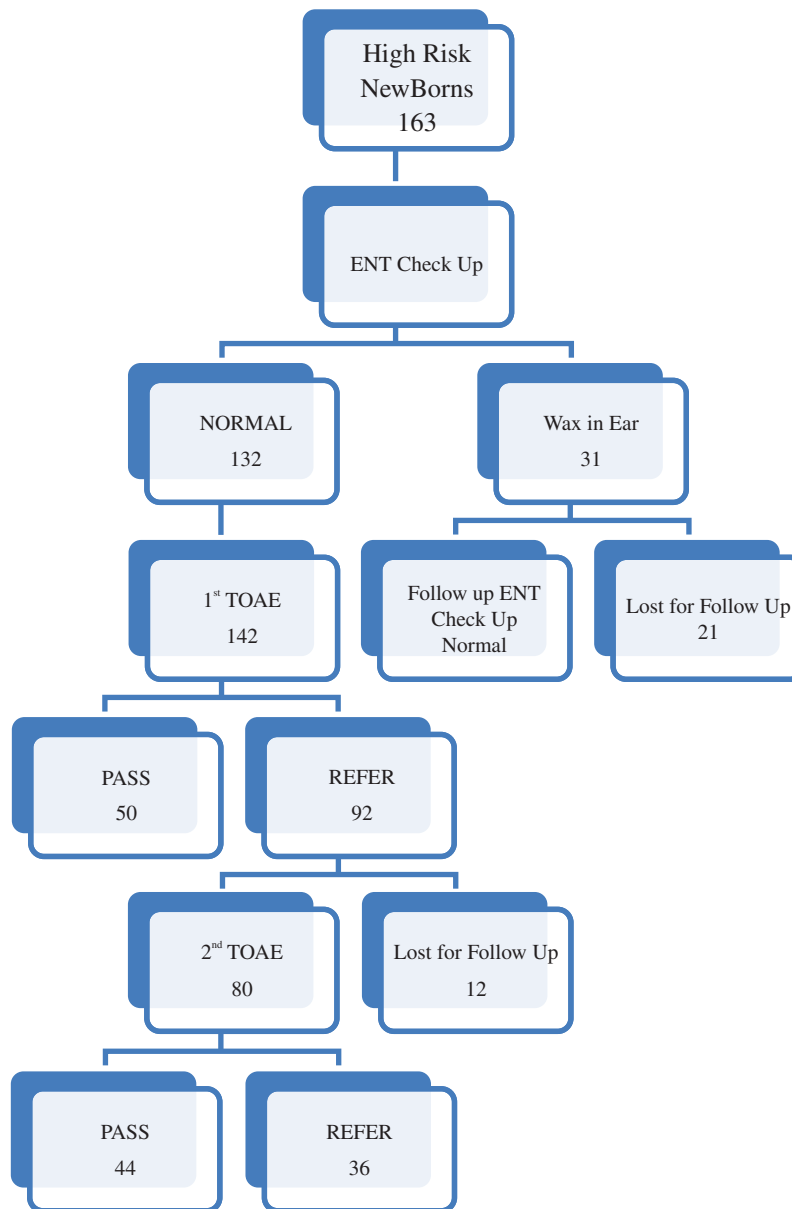 High Risk
NewBorns
163
ENT Check Up
NORMAL
132
Wax in Ear
31
1st TOAE
142
Follow up ENT
Check Up
Normal
Lost for Follow Up
21
PASS
50
REFER
92
2nd TOAE
80
Lost for Follow Up
12
PASS
44
REFER
36